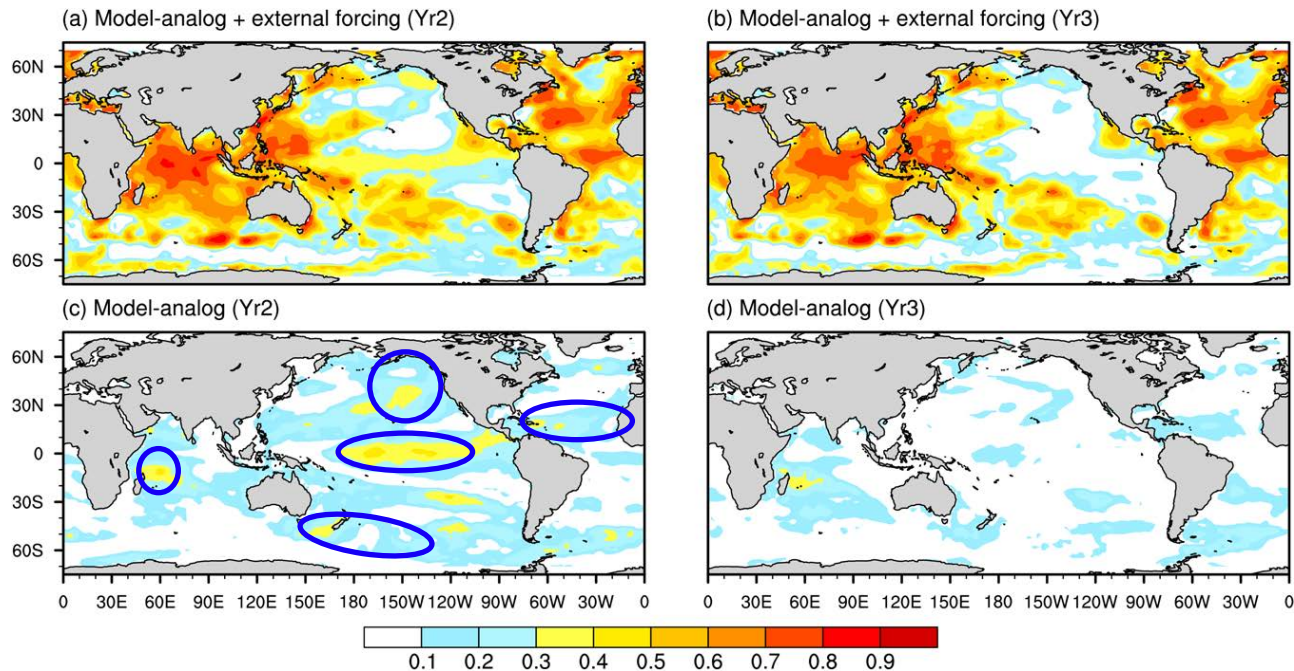 (a) Model-analog + external forcing (Yr2)
(b) Model-analog + external forcing (Yr3)
60N
30N
0
30S
60S
(c) Model-analog (Yr2)
(d) Model-analog (Yr3)
60N
30N
0
30S
60S
0 30E 60E 90E 120E 150E 180 150W 120W 90W 60W 30W 0
0 30E 60E 90E 120E 150E 180 150W 120W 90W 60W 30W 0
0.1 0.2 0.3 0.4 0.5 0.6 0.7 0.8 0.9